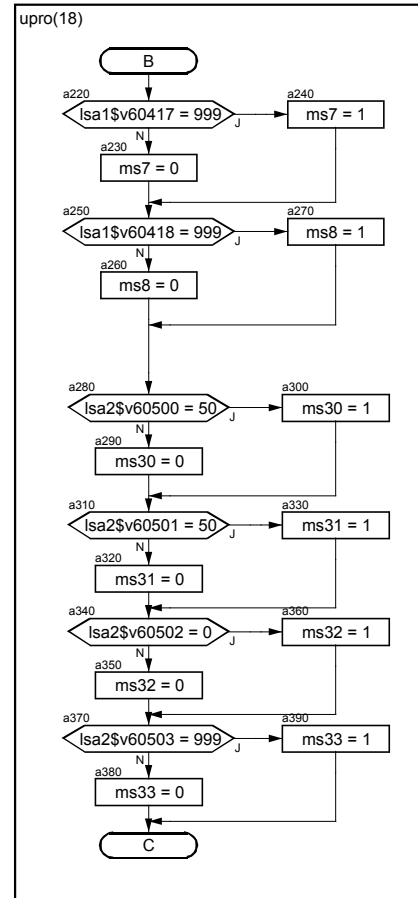 upro(18)
B
a220
lsa1$v60417 = 999
J
a240
ms7 = 1
N
a230
ms7 = 0
a250
lsa1$v60418 = 999
J
a270
ms8 = 1
N
a260
ms8 = 0
a280
lsa2$v60500 = 50
J
a300
ms30 = 1
N
a290
ms30 = 0
a310
lsa2$v60501 = 50
J
a330
ms31 = 1
N
a320
ms31 = 0
a340
lsa2$v60502 = 0
J
a360
ms32 = 1
N
a350
ms32 = 0
a370
lsa2$v60503 = 999
J
a390
ms33 = 1
N
a380
ms33 = 0
C